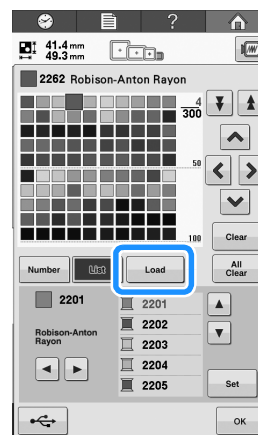 ?
41.4 mm
49.3 mm
2262 Robison-Anton Rayon
4
300
50
100
Clear
Number
List
Load
All
Clear
2201
Robison-Anton
Rayon
2201
2202
2203
2204
2205
Set
OK